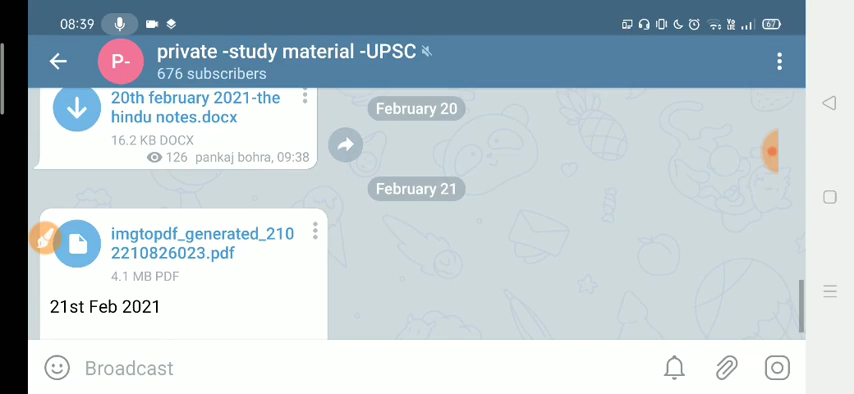 08:39
67
P-
private -study material -UPSC
676 subscribers
February 20
20th february 2021-the
hindu notes.docx
16.2 KB DOCX
126 pankaj bohra, 09:38
February 21
imgtopdf_generated_210
2210826023.pdf
4.1 MB PDF
21st Feb 2021
Broadcast